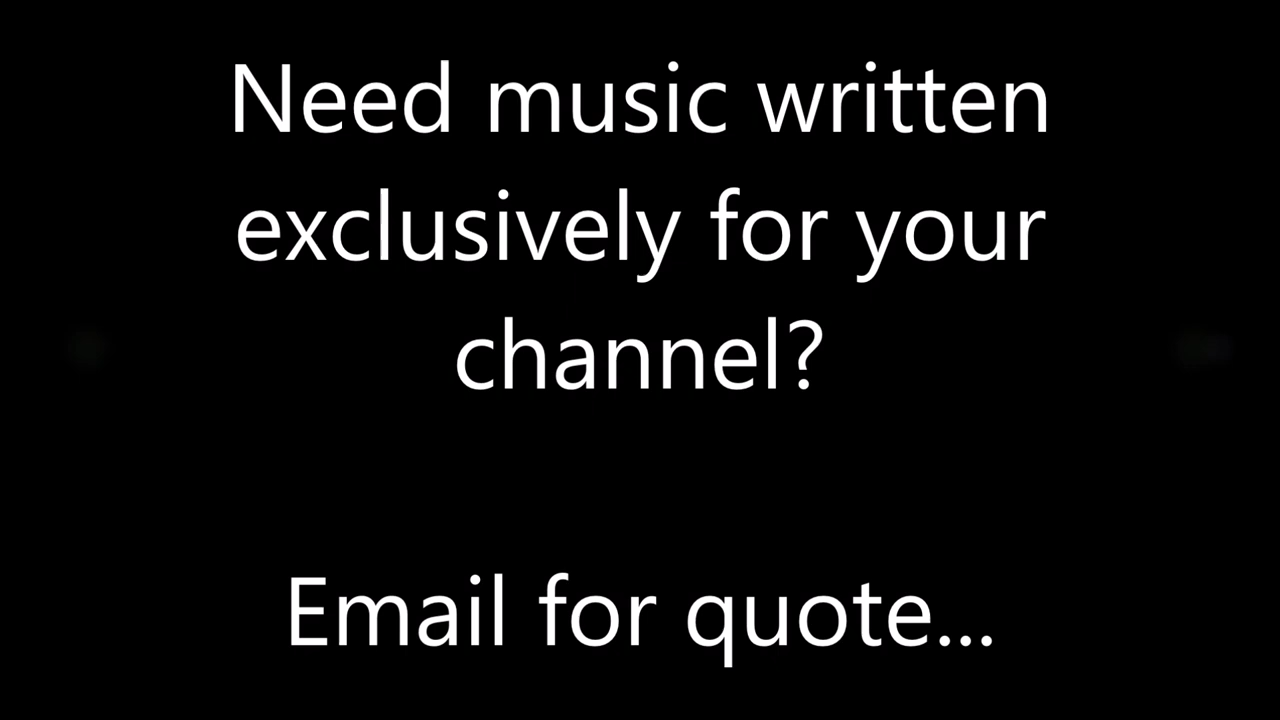 Need music written
exclusively for your
channel?
Email for quote...